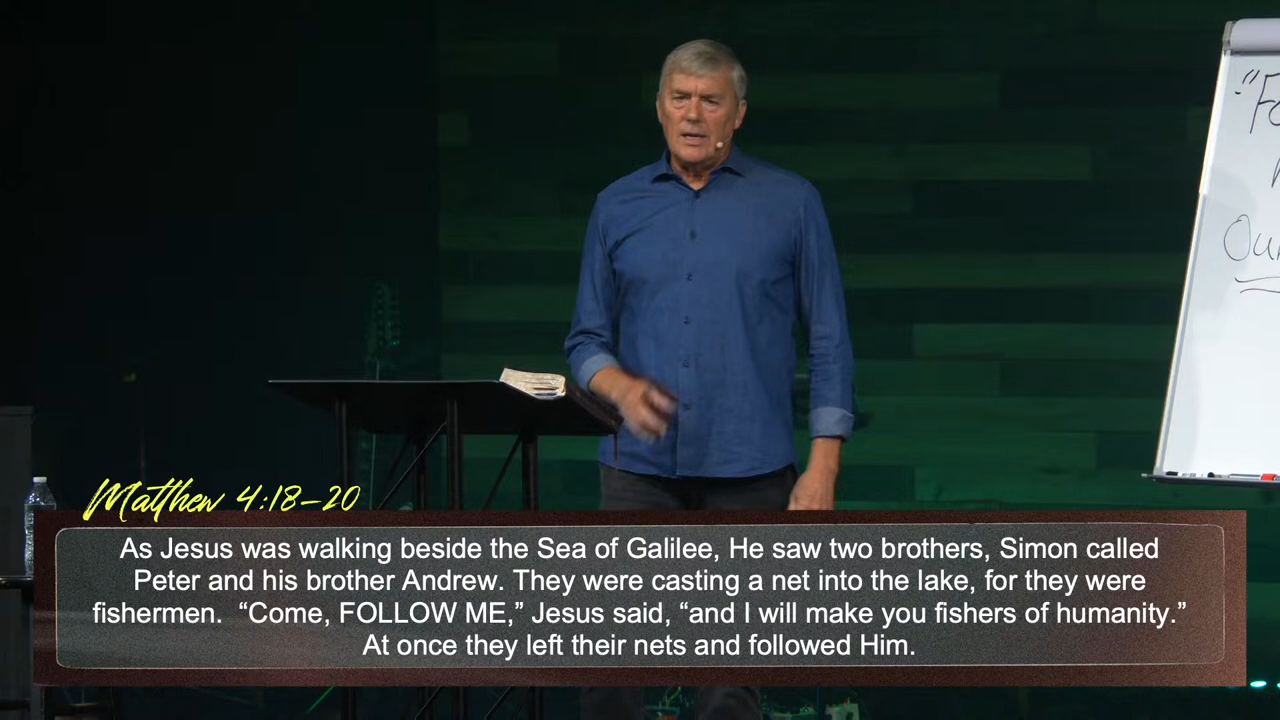 "Fo
Our
Matthew 4:18-20
As Jesus was walking beside the Sea of Galilee, He saw two brothers, Simon called
Peter and his brother Andrew. They were casting a net into the lake, for they were
fishermen.  “Come, FOLLOW ME,” Jesus said, “and I will make you fishers of humanity.”
At once they left their nets and followed Him.